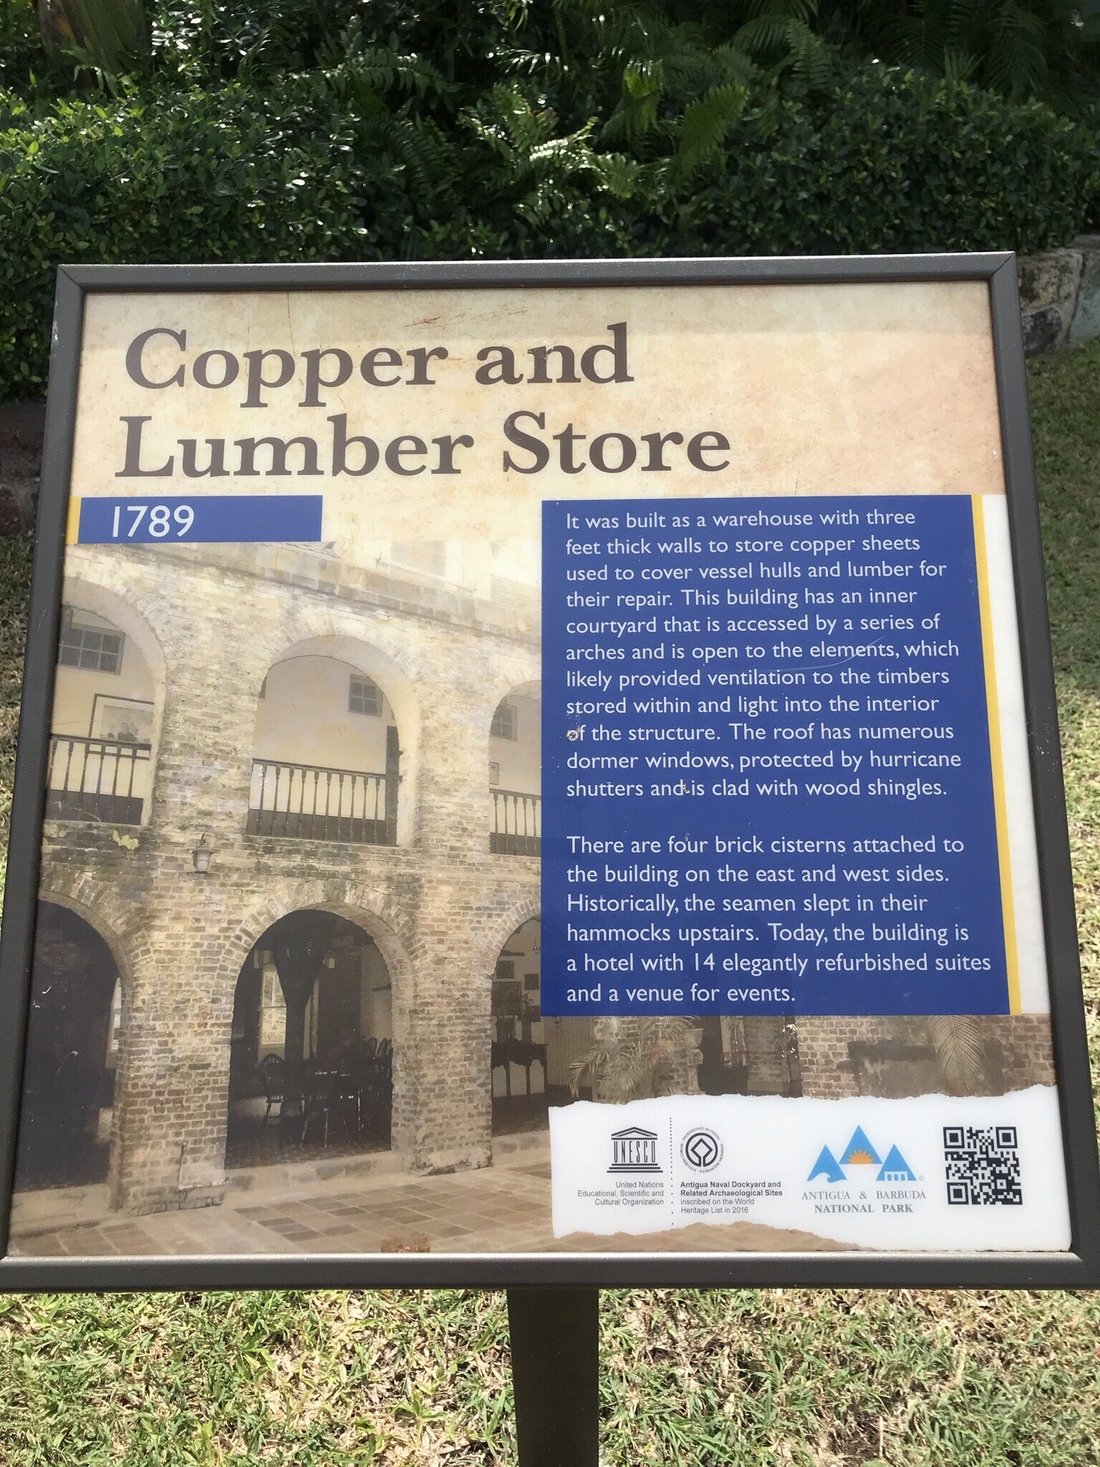 Copper and
Lumber Store
1789
It was built as a warehouse with three
feet thick walls to store copper sheets
used to cover vessel hulls and lumber for
their repair. This building has an inner
courtyard that is accessed by a series of
arches and is open to the elements, which
likely provided ventilation to the timbers
stored within and light into the interior
of the structure. The roof has numerous
dormer windows, protected by hurricane
shutters and is clad with wood shingles.
There are four brick cisterns attached to
the building on the east and west sides.
Historically, the seamen slept in their
hammocks upstairs. Today, the building is
a hotel with 14 elegantly refurbished suites
and a venue for events.
UNESCO
United Nations
Educational, Scientific and
Cultural Organization
Antigua Naval Dockyard and
Related Archaeological Sites
inscribed on the World
Heritage List in 2016
ANTIGUA & BARBUDA
NATIONAL PARK